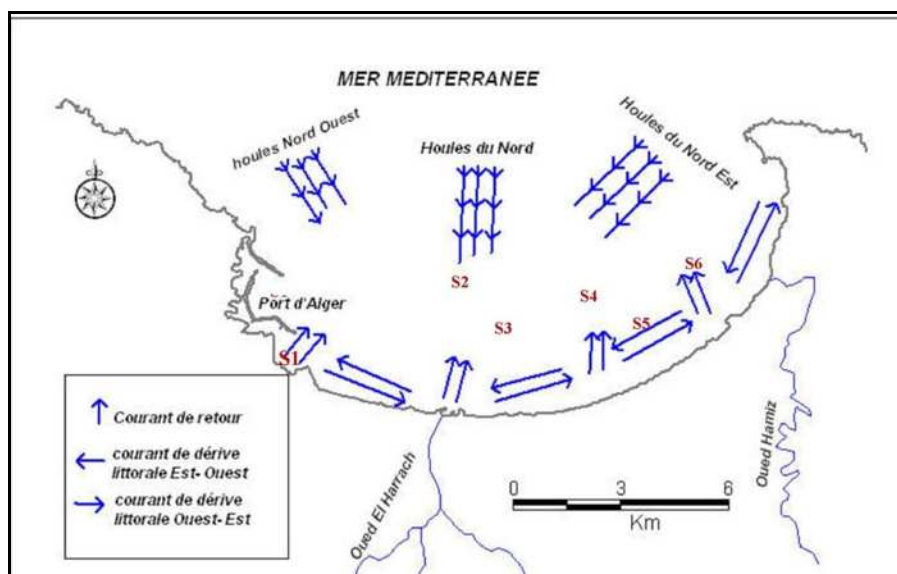 MER MEDITERRANEE
houles Nord Ouest
Houles du Nord
Houles du Nord Est
S6
S2
S4
Port d'Alger
S3
S5
S1
Courant de retour
courant de dérive
littorale Est- Ouest
courant de dérive
littorale Ouest- Est
Oued El Harrach
Oued Hamiz
0 3 6
Km